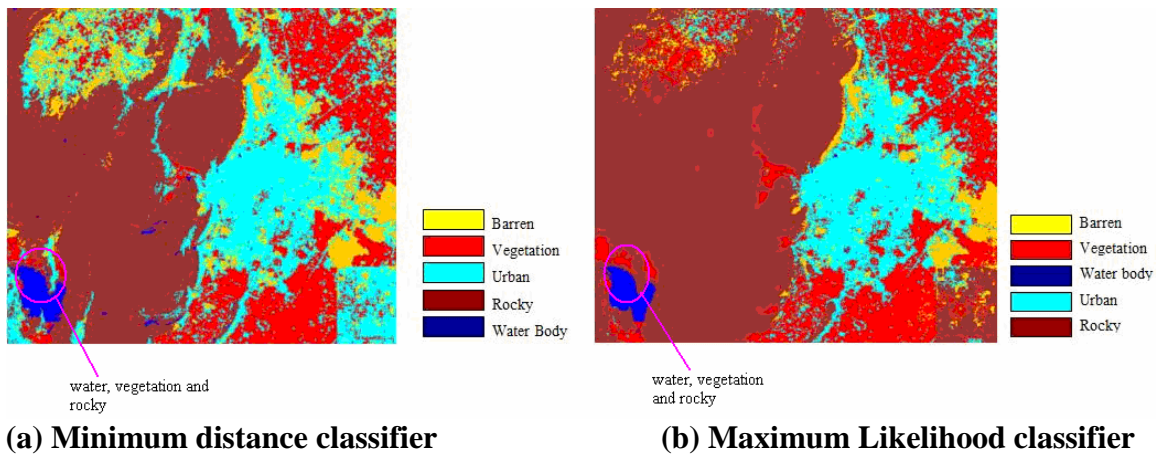 Barren
Vegetation
Urban
Rocky
Water Body
water, vegetation and
rocky
(a) Minimum distance classifier
Barren
Vegetation
Water body
Urban
Rocky
water, vegetation
and rocky
(b) Maximum Likelihood classifier